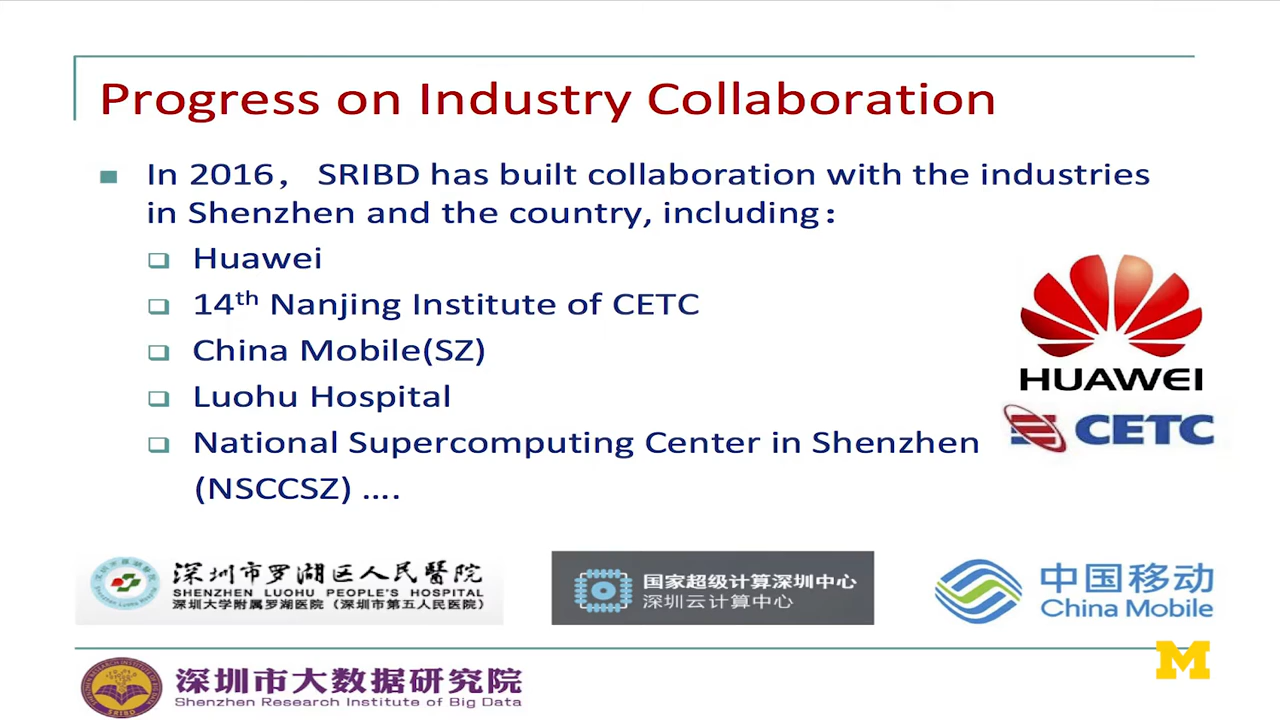 Progress on Industry Collaboration
In 2016， SRIBD has built collaboration with the industries
in Shenzhen and the country, including：
Huawei
14th Nanjing Institute of CETC
China Mobile(SZ)
Luohu Hospital
National Supercomputing Center in Shenzhen
(NSCCSZ) ....
HUAWEI
CETC
深圳市罗湖区人民醫院
SHENZHEN LUOHU PEOPLE'S HOSPITAL
深圳大学附属罗湖医院（深圳市第五人民医院）
国家超级计算深圳中心
深圳云计算中心
中国移动
China Mobile
M
深圳市大数据研究院
Shenzhen Research Institute of Big Data
SRIBD